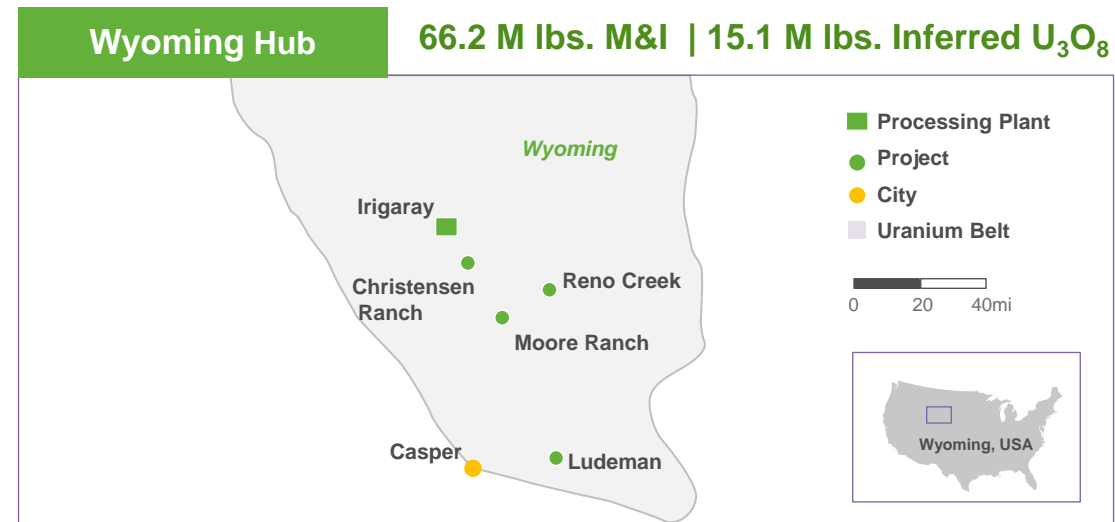 Wyoming Hub
66.2 M lbs. M&I | 15.1 M lbs. Inferred U₃O₈
Wyoming
Processing Plant
Project
City
Uranium Belt
0 20 40mi
Irigaray
Christensen
Ranch
Reno Creek
Moore Ranch
Casper
Ludeman
Wyoming, USA